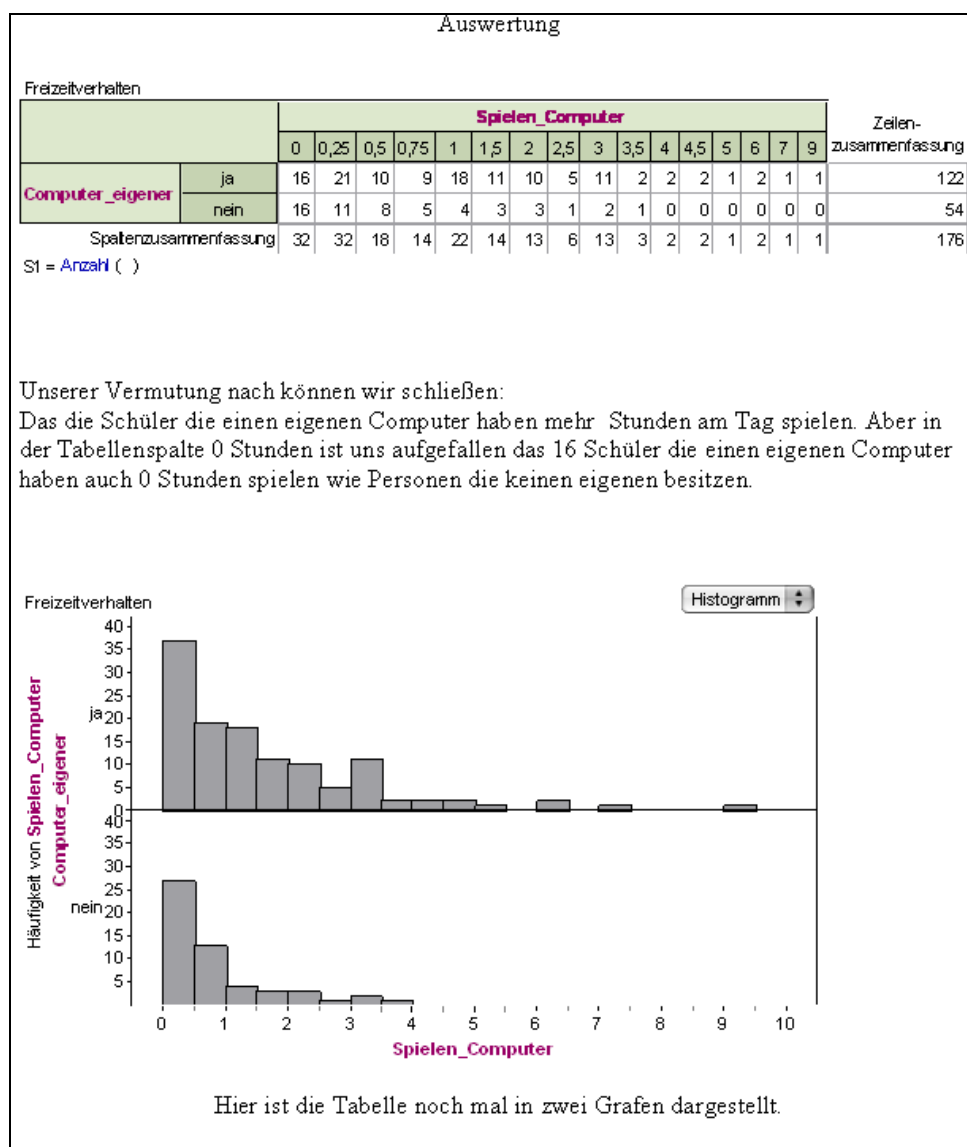 Auswertung
Freizeitverhalten
Spielen_Computer
Zeilen-
zusammenfassung
0 0,25 0,5 0,75 1 1,5 2 2,5 3 3,5 4 4,5 5 6 7 9
Computer_eigener
ja 16 21 10 9 18 11 10 5 11 2 2 2 1 2 1 1 122
nein 16 11 8 5 4 3 3 1 2 1 0 0 0 0 0 0 54
Spaltenzusammenfassung 32 32 18 14 22 14 13 6 13 3 2 2 1 2 1 1 176
S1 = Anzahl ( )
Unserer Vermutung nach können wir schließen:
Das die Schüler die einen eigenen Computer haben mehr Stunden am Tag spielen. Aber in
der Tabellenspalte 0 Stunden ist uns aufgefallen das 16 Schüler die einen eigenen Computer
haben auch 0 Stunden spielen wie Personen die keinen eigenen besitzen.
Freizeitverhalten
Histogramm
Häufigkeit von Spielen_Computer
Computer_eigener
ja
40
35
30
25
20
15
10
5
0
nein
40
35
30
25
20
15
10
5
0 1 2 3 4 5 6 7 8 9 10
Spielen_Computer
Hier ist die Tabelle noch mal in zwei Grafen dargestellt.